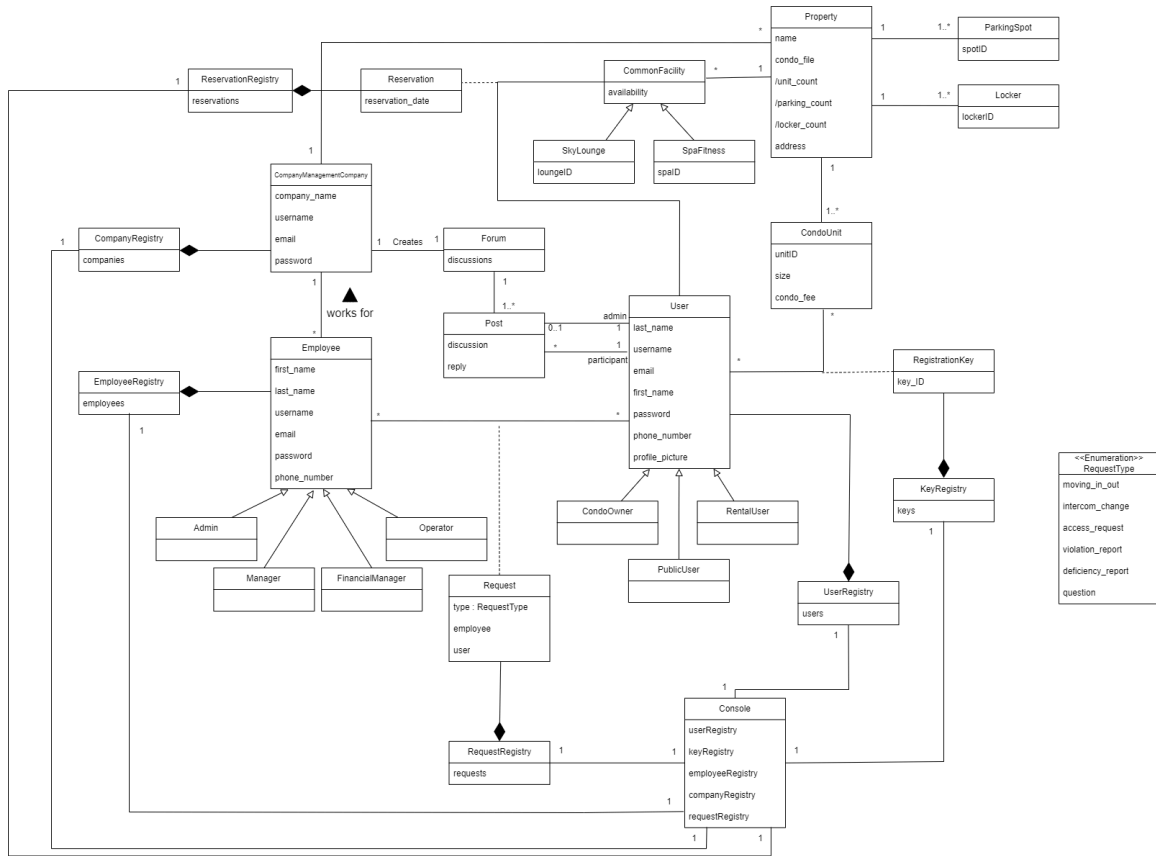 Property
name
condo_file
/unit_count
/parking_count
/locker_count
address
ParkingSpot
spotID
Locker
lockerID
1
1..*
1
1..*
*
1
*
1
ReservationRegistry
reservations
Reservation
reservation_date
CommonFacility
availability
SkyLounge
loungeID
SpaFitness
spaID
1
1..*
1
CompanyManagementCompany
company_name
username
email
password
CompanyRegistry
companies
1
1
Creates
1
Forum
discussions
CondoUnit
unitID
size
condo_fee
1
works for
*
1
1..*
Post
discussion
reply
admin
0..1
1
*
1
participant
User
last_name
username
email
first_name
password
phone_number
profile_picture
*
*
RegistrationKey
key_ID
Employee
first_name
last_name
username
email
password
phone_number
EmployeeRegistry
employees
1
*
*
Admin
Operator
Manager
FinancialManager
CondoOwner
RentalUser
PublicUser
KeyRegistry
keys
1
<<Enumeration>>
RequestType
moving_in_out
intercom_change
access_request
violation_report
deficiency_report
question
Request
type : RequestType
employee
user
UserRegistry
users
1
1
Console
userRegistry
keyRegistry
employeeRegistry
companyRegistry
requestRegistry
RequestRegistry
requests
1
1
1
1
1
1